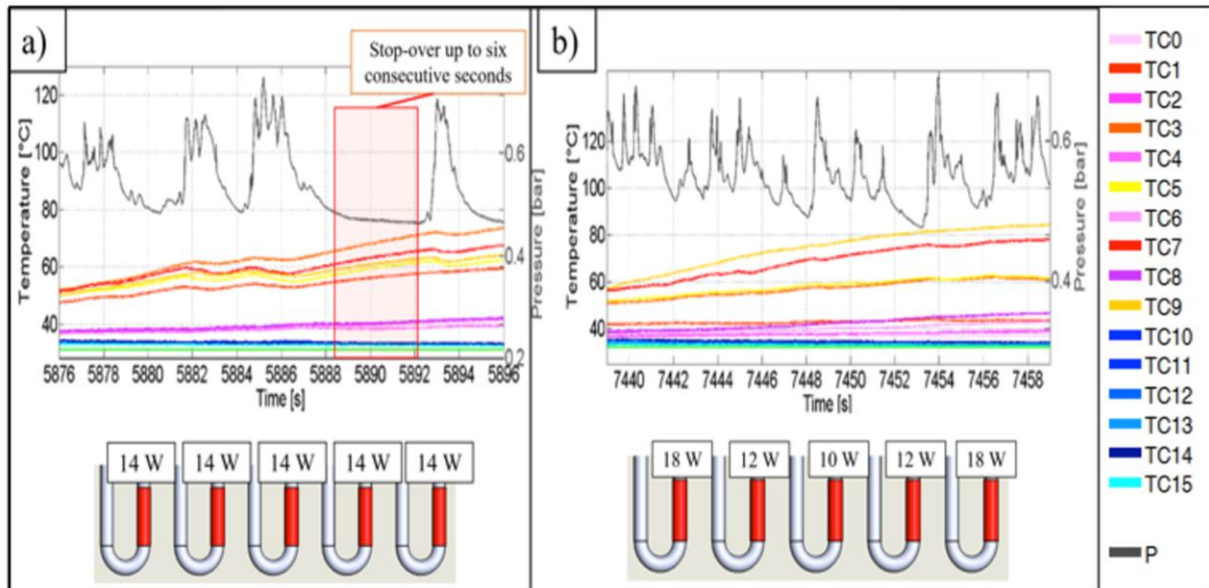 a)
Stop-over up to six
consecutive seconds
120
100
80
60
40
Temperature [°C]
0.6
0.4
0.2
Pressure [bar]
5876 5878 5880 5882 5884 5886 5888 5890 5892 5894 5896
Time [s]
14 W 14 W 14 W 14 W 14 W
b)
120
100
80
60
40
Temperature [°C]
0.6
0.4
Pressure [bar]
7440 7442 7444 7446 7448 7450 7452 7454 7456 7458
Time [s]
18 W 12 W 10 W 12 W 18 W
TC0
TC1
TC2
TC3
TC4
TC5
TC6
TC7
TC8
TC9
TC10
TC11
TC12
TC13
TC14
TC15
P